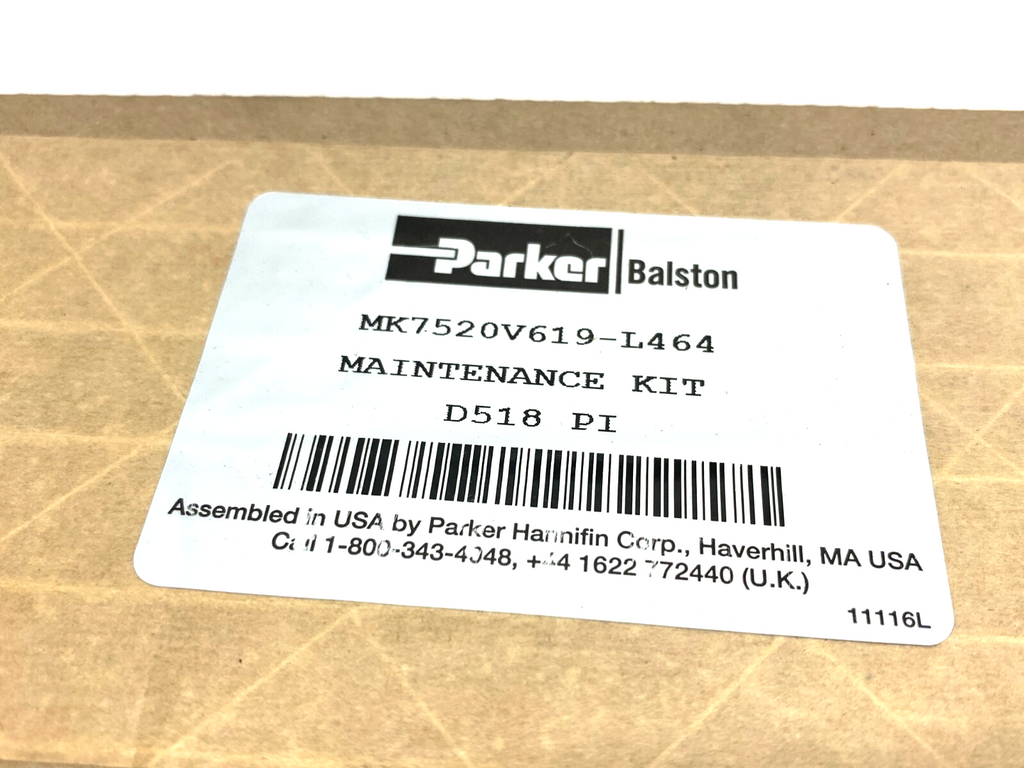 Parker Balston
MK7520V619-L464
MAINTENANCE KIT
D518 PI
Assembled in USA by Parker Hannifin Corp., Haverhill, MA USA
Call 1-800-343-4048, +44 1622 772440 (U.K.)
11116L